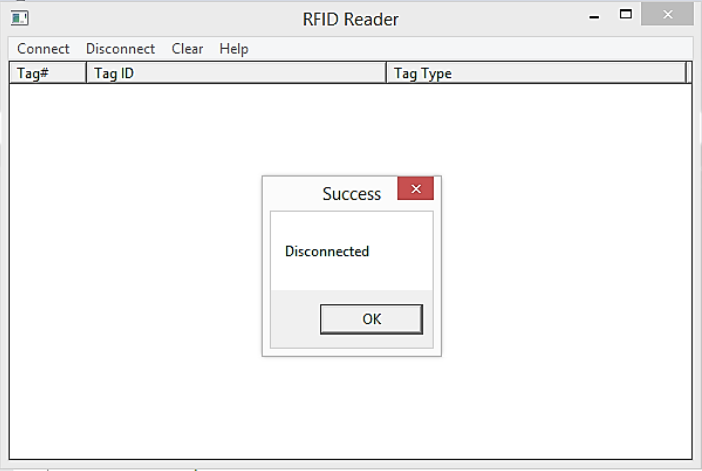 RFID Reader
Connect Disconnect Clear Help
Tag# Tag ID Tag Type
Success
Disconnected
OK